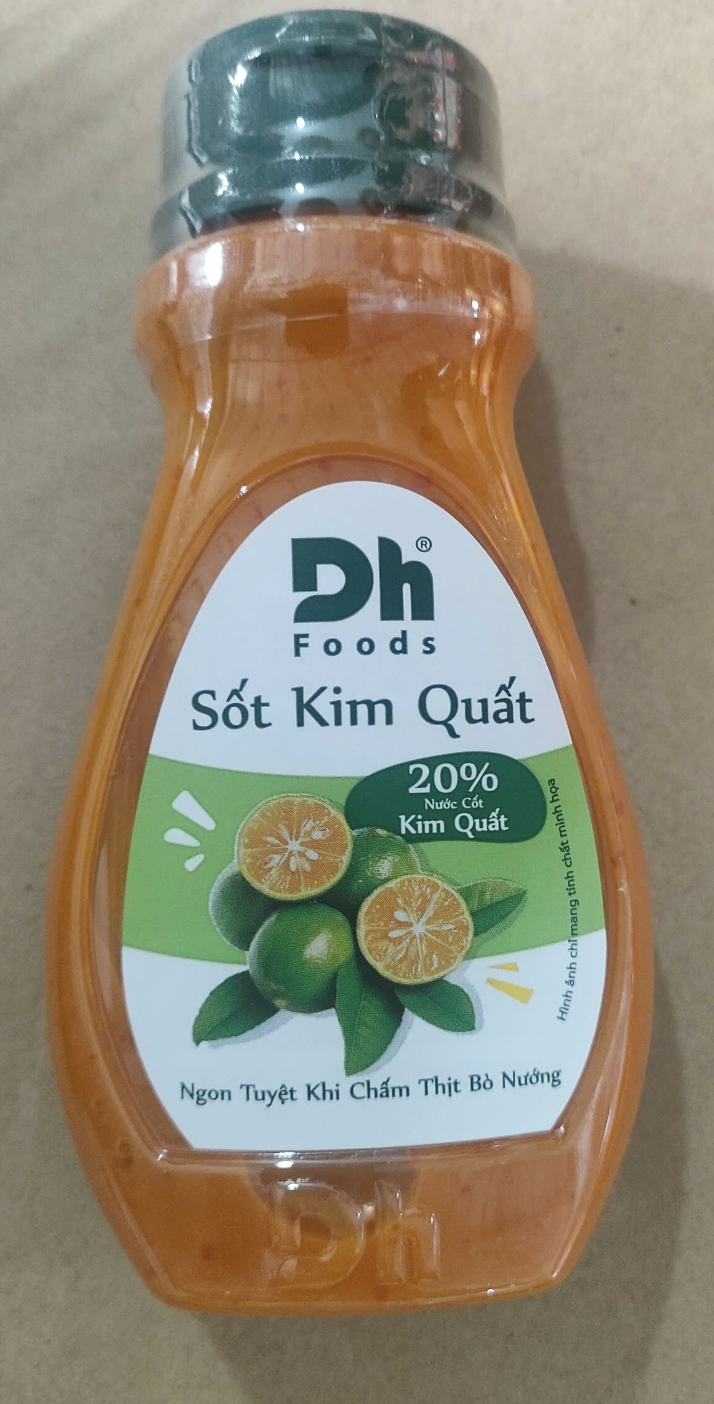 Dh®
Foods
Sốt Kim Quất
20%
Nước Cốt
Kim Quất
Hình ảnh chỉ mang tính chất minh họa
Ngon Tuyệt Khi Chấm Thịt Bò Nướng
Dh